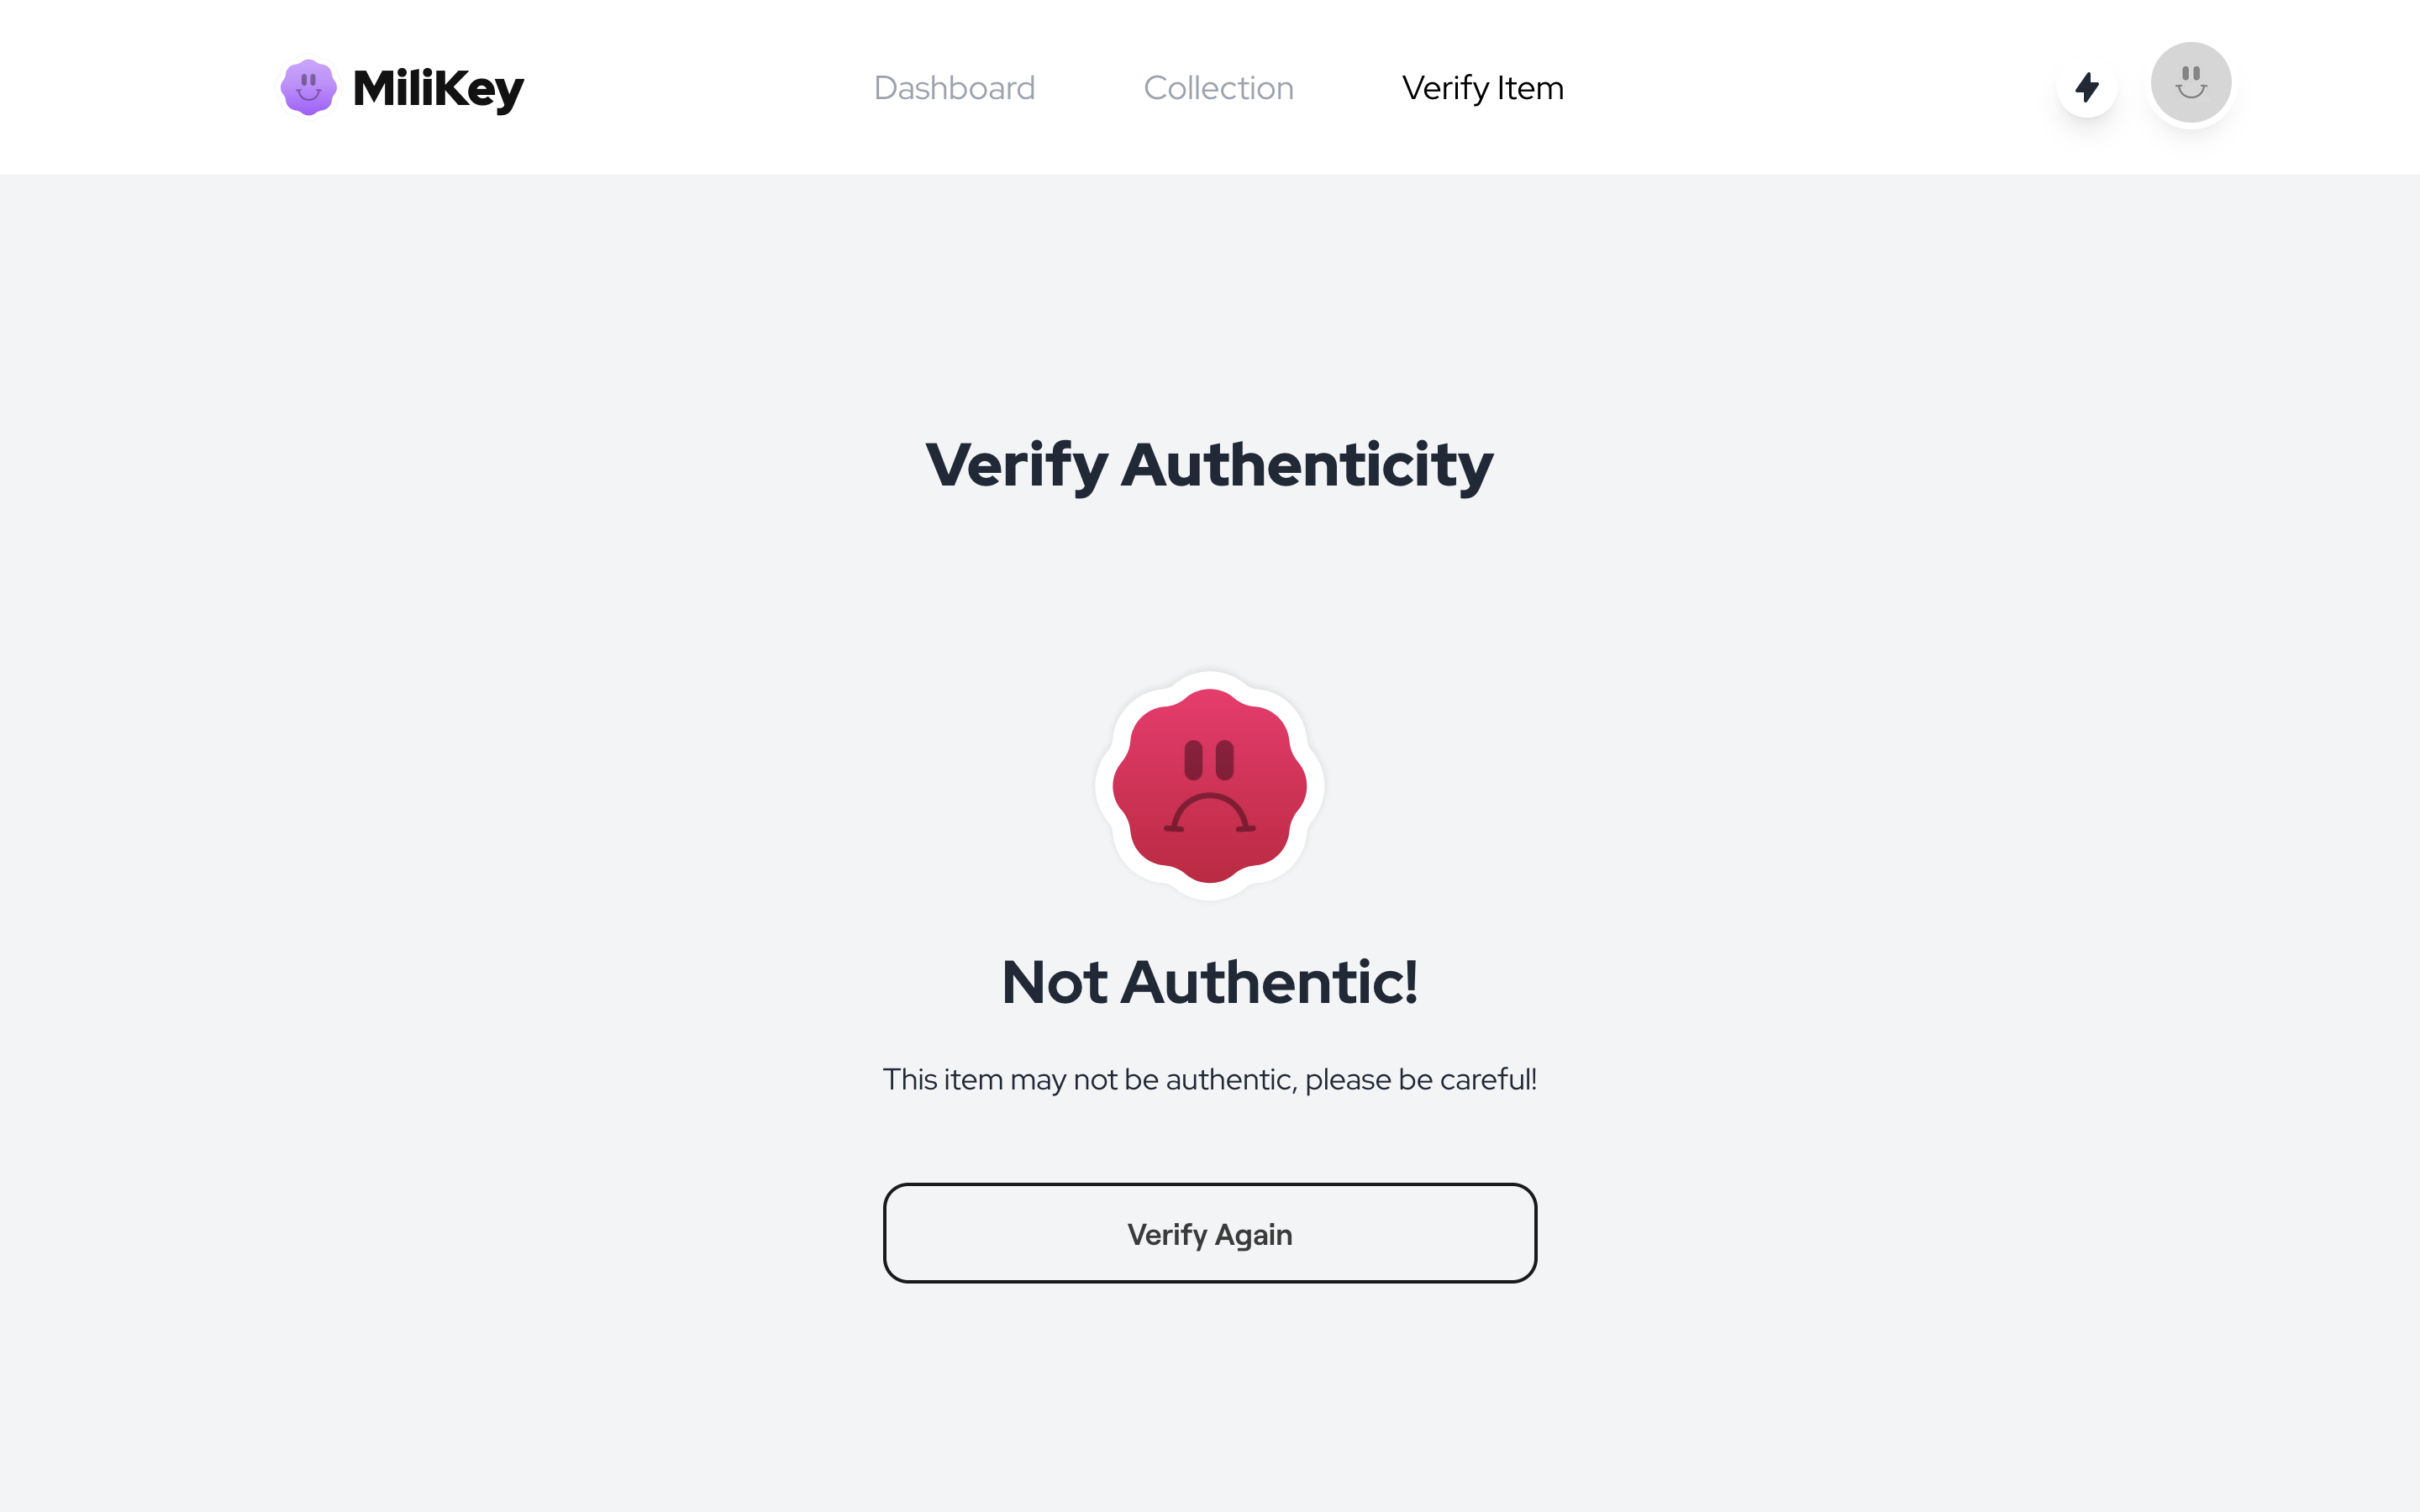 MiliKey
Dashboard
Collection
Verify Item
Verify Authenticity
Not Authentic!
This item may not be authentic, please be careful!
Verify Again